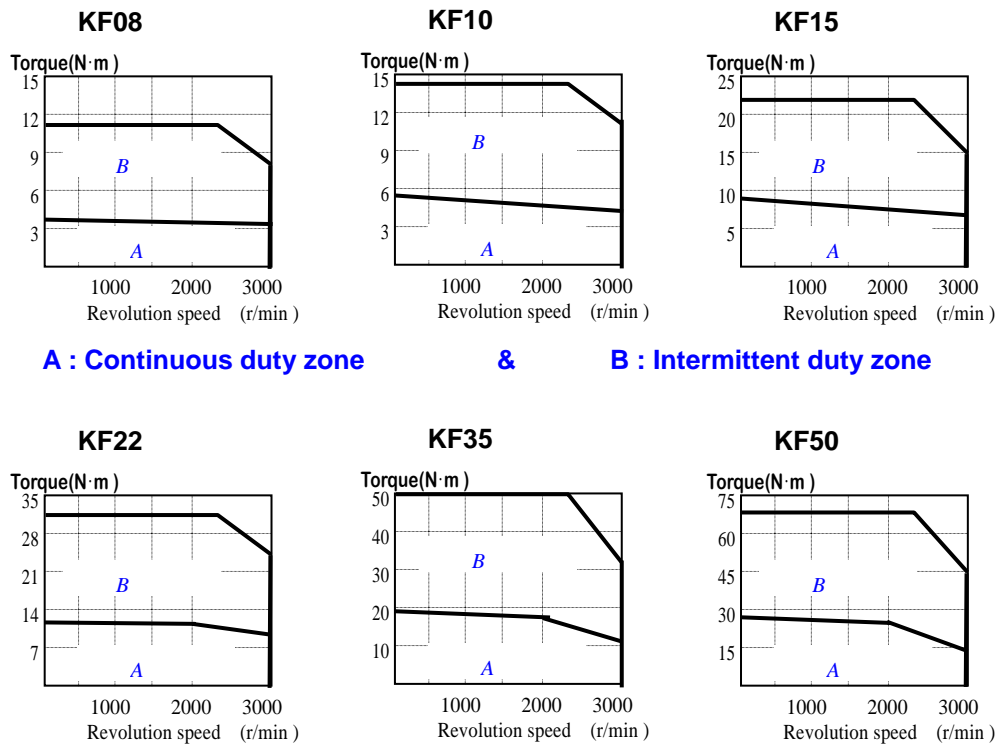 KF08 KF10 KF15
Torque(N·m ) Torque(N·m ) Torque(N·m )
15 15 25
12 12 20
9 9 15
B B B
6 6 10
3 3 5
A A A
1000 2000 3000 1000 2000 3000 1000 2000 3000
Revolution speed (r/min ) Revolution speed (r/min ) Revolution speed (r/min )
A : Continuous duty zone & B : Intermittent duty zone
KF22 KF35 KF50
Torque(N·m ) Torque(N·m ) Torque(N·m )
35 50 75
28 40 60
21 30 45
B B B
14 20 30
7 10 15
A A A
1000 2000 3000 1000 2000 3000 1000 2000 3000
Revolution speed (r/min ) Revolution speed (r/min ) Revolution speed (r/min )